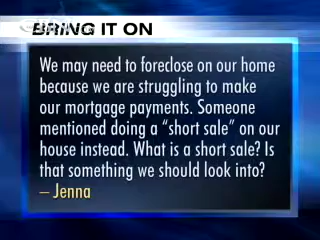 BRING IT ON
We may need to foreclose on our home
because we are struggling to make
our mortgage payments. Someone
mentioned doing a “short sale” on our
house instead. What is a short sale? Is
that something we should look into?
– Jenna